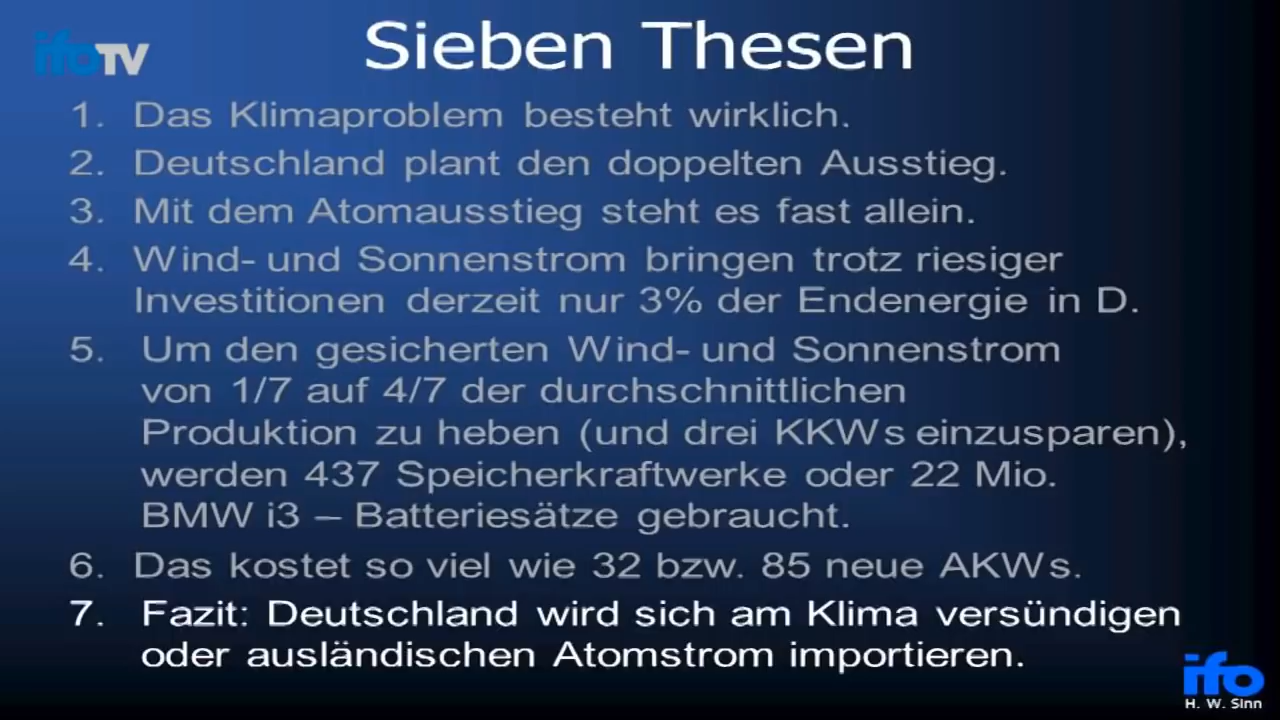 ifoTV
Sieben Thesen
1. Das Klimaproblem besteht wirklich.
2. Deutschland plant den doppelten Ausstieg.
3. Mit dem Atomausstieg steht es fast allein.
4. Wind- und Sonnenstrom bringen trotz riesiger
Investitionen derzeit nur 3% der Endenergie in D.
5. Um den gesicherten Wind- und Sonnenstrom
von 1/7 auf 4/7 der durchschnittlichen
Produktion zu heben (und drei KKWs einzusparen),
werden 437 Speicherkraftwerke oder 22 Mio.
BMW i3 – Batteriesätze gebraucht.
6. Das kostet so viel wie 32 bzw. 85 neue AKWs.
7. Fazit: Deutschland wird sich am Klima versündigen
oder ausländischen Atomstrom importieren.
ifo
H. W. Sinn